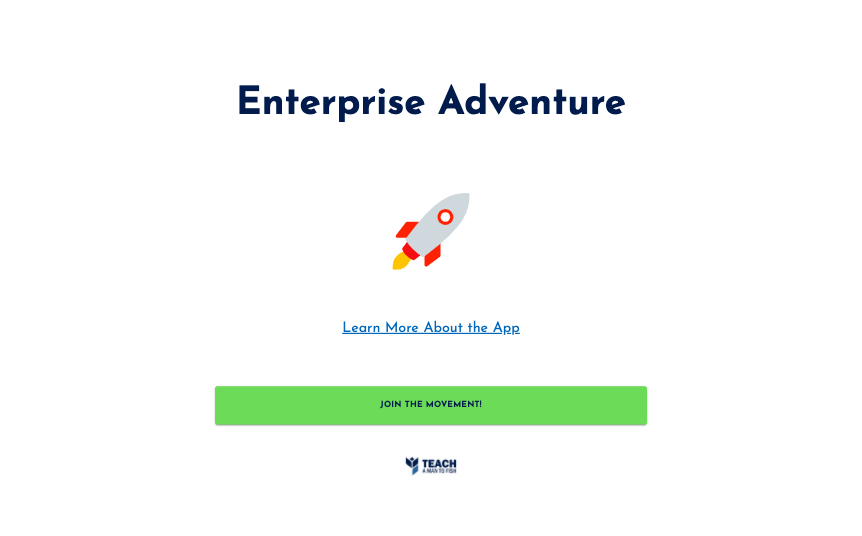 Enterprise Adventure
Learn More About the App
JOIN THE MOVEMENT!
TEACH
A MAN TO FISH